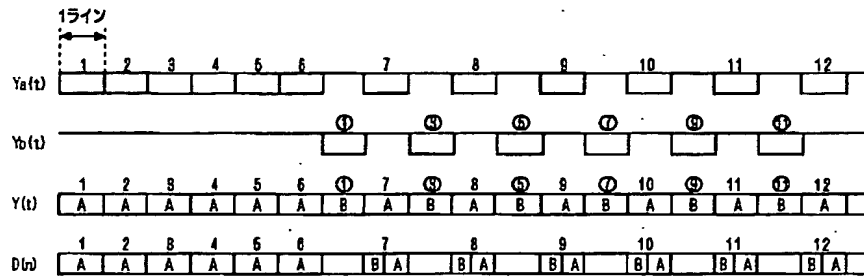 1ライン
1 2 3 4 5 6 7 8 9 10 11 12
Ya(t)
① ③ ⑤ ⑦ ⑨ ⑪
Yb(t)
1 2 3 4 5 6 ① 7 ③ 8 ⑤ 9 ⑦ 10 ⑨ 11 ⑪ 12
Y(t) A A A A A A B A B A B A B A B A B A
1 2 3 4 5 6 7 8 9 10 11 12
D(n) A A A A A A B A B A B A B A B A B A